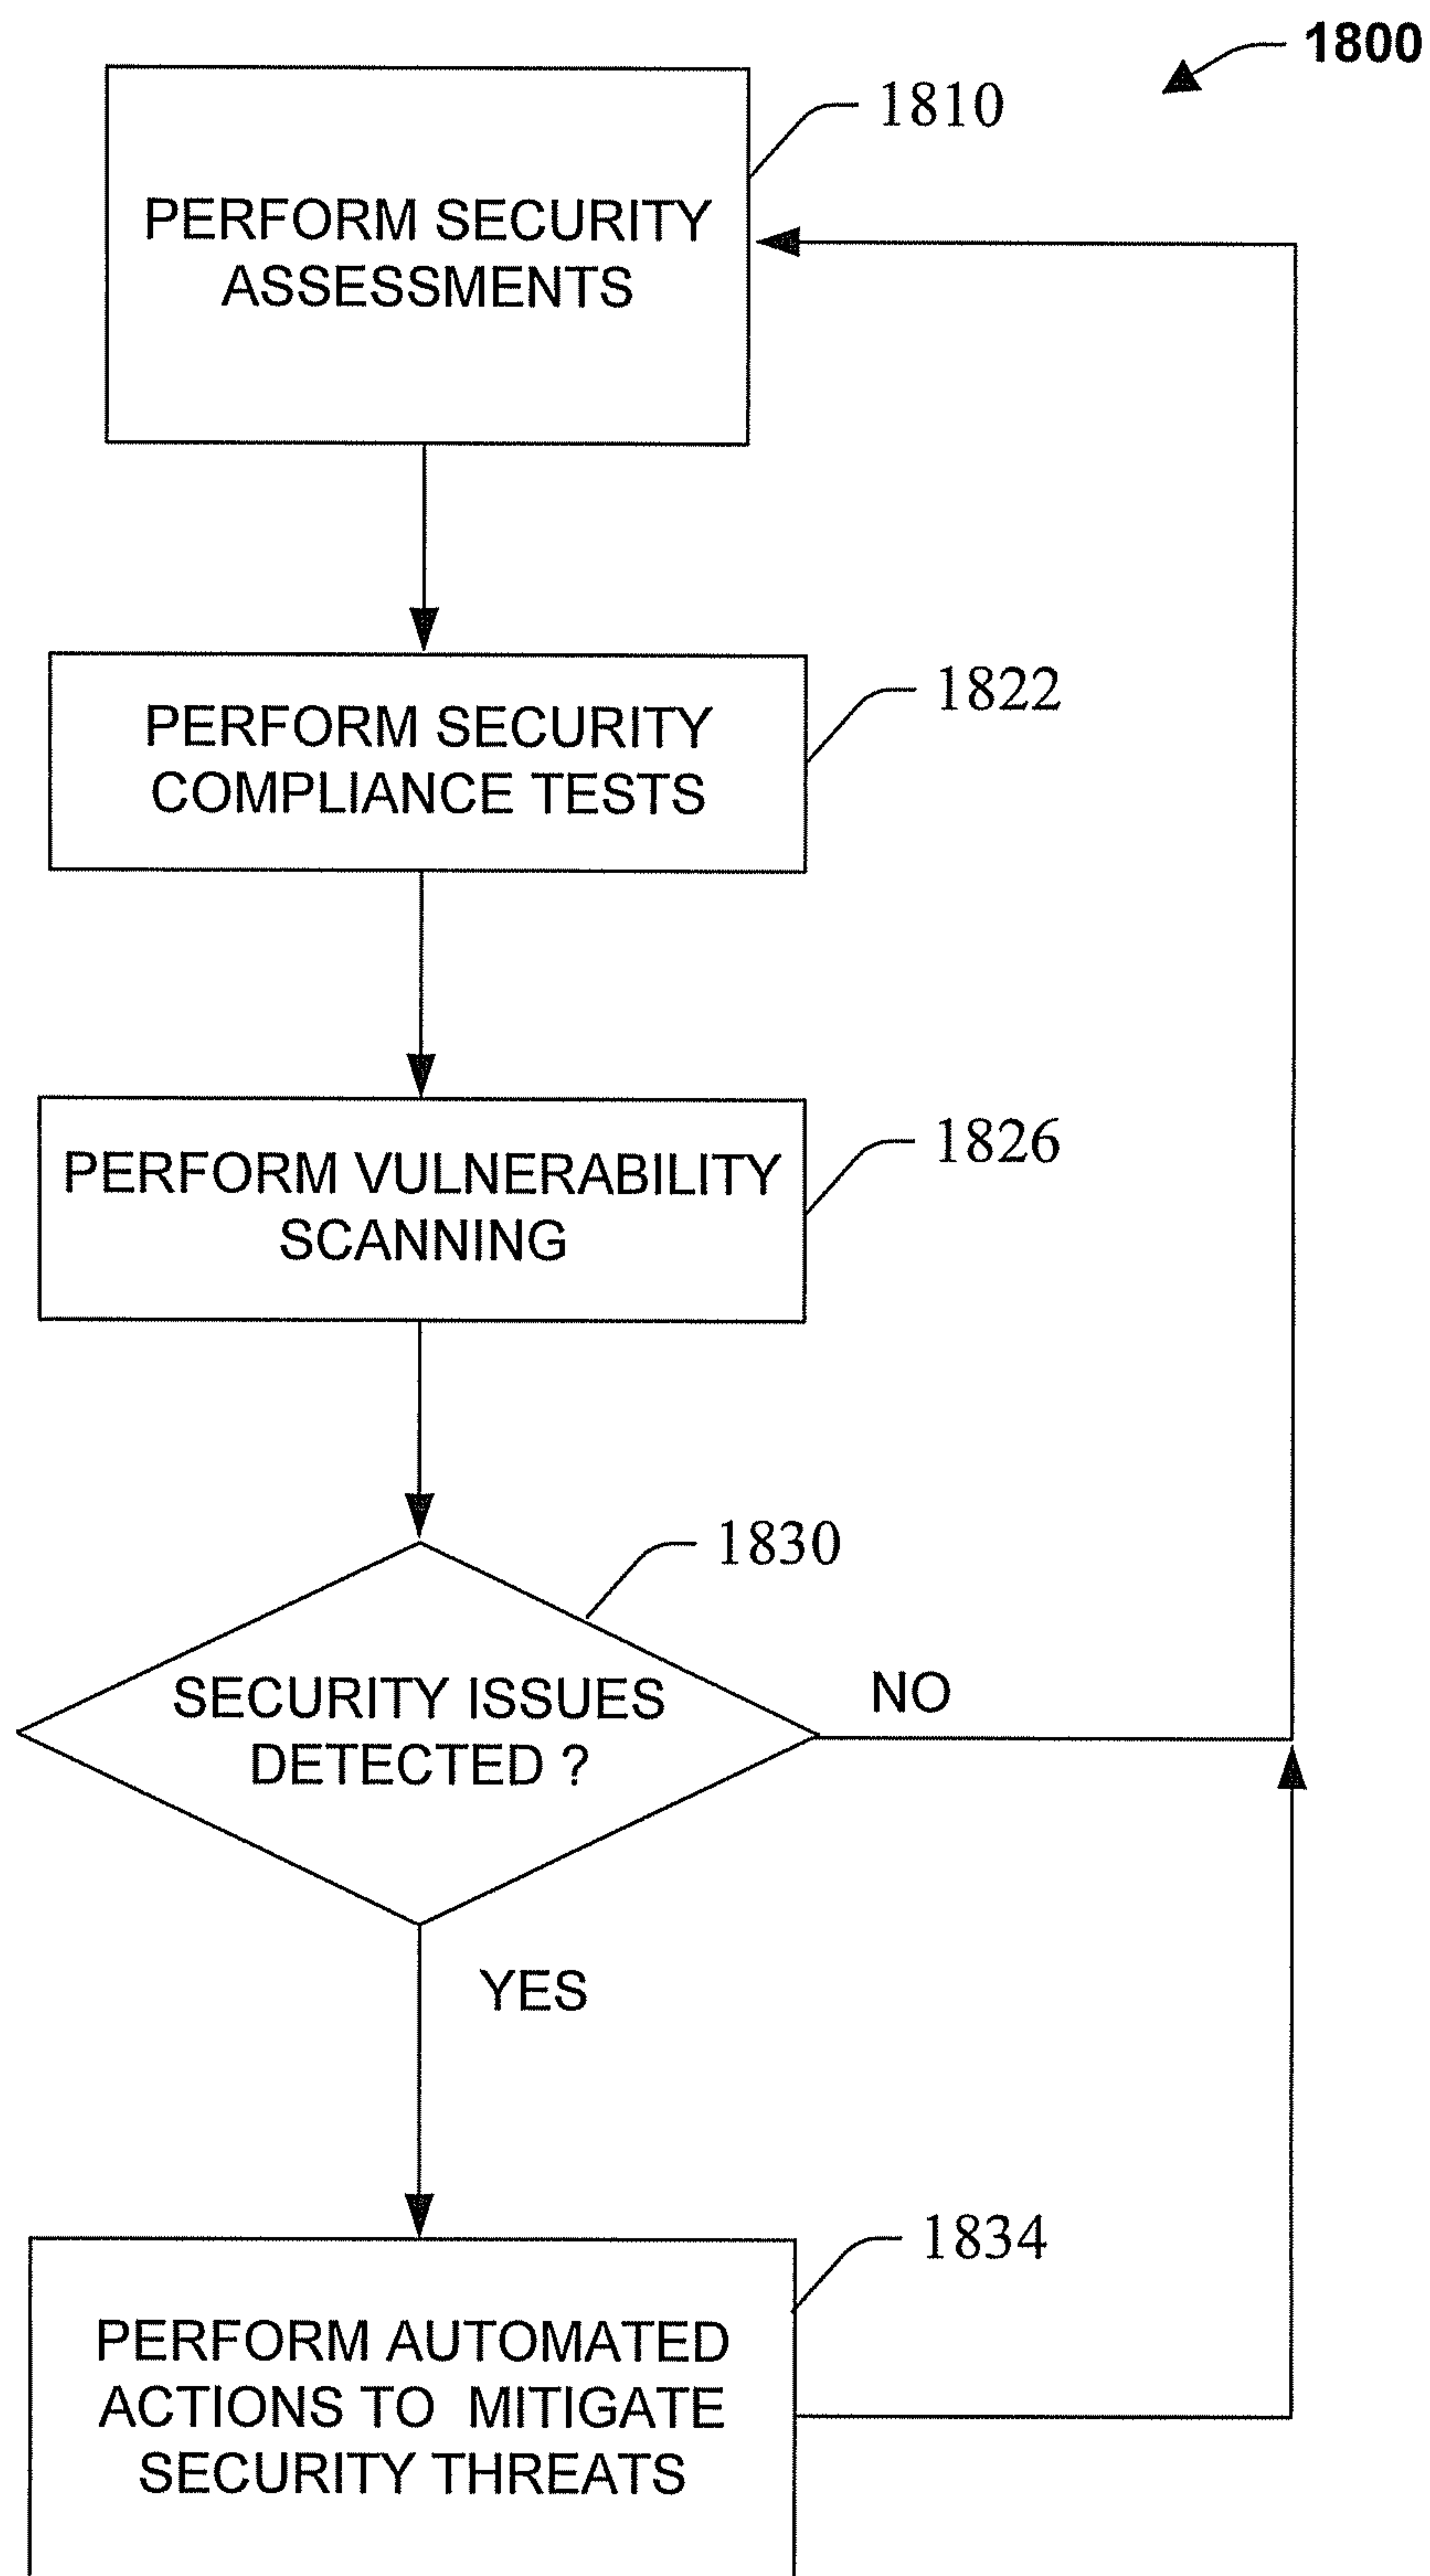 1800
1810
PERFORM SECURITY
ASSESSMENTS
1822
PERFORM SECURITY
COMPLIANCE TESTS
1826
PERFORM VULNERABILITY
SCANNING
1830
SECURITY ISSUES
DETECTED ?
NO
YES
1834
PERFORM AUTOMATED
ACTIONS TO MITIGATE
SECURITY THREATS